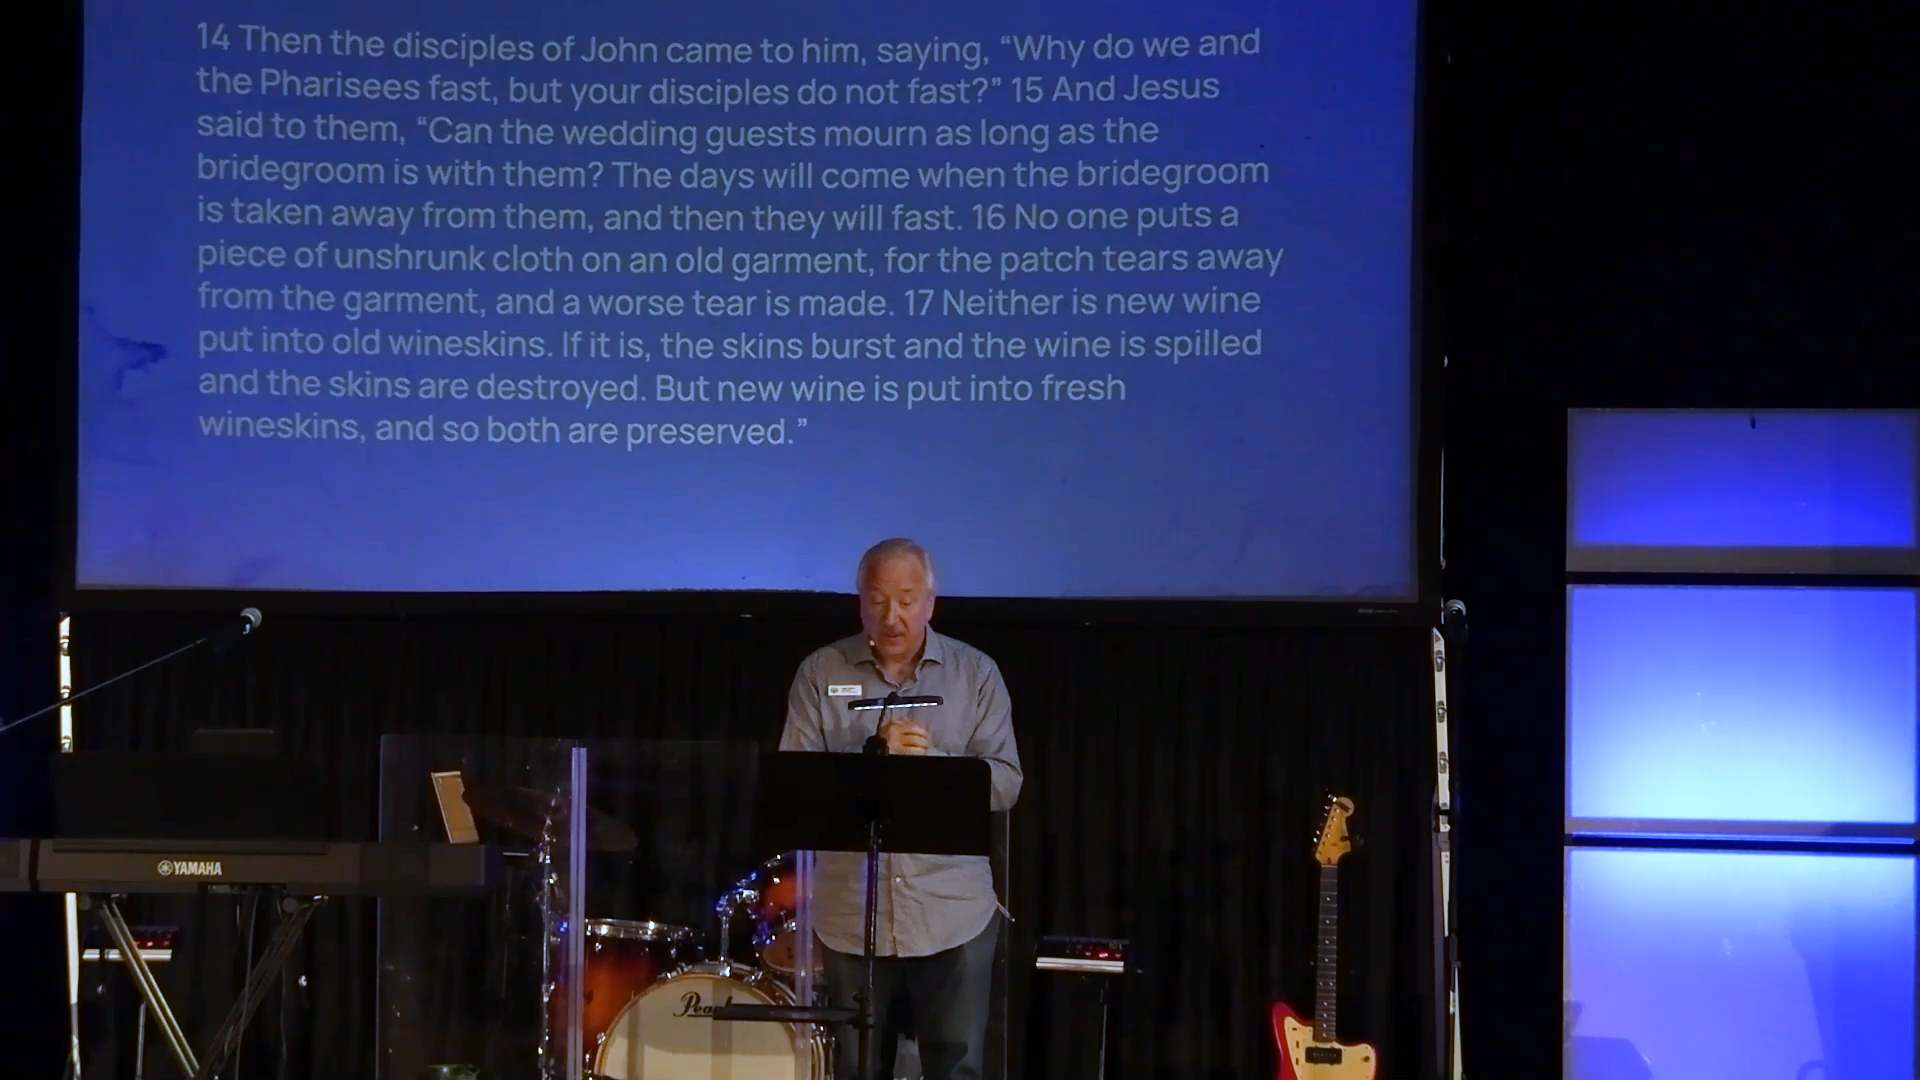 14 Then the disciples of John came to him, saying, “Why do we and
the Pharisees fast, but your disciples do not fast?” 15 And Jesus
said to them, “Can the wedding guests mourn as long as the
bridegroom is with them? The days will come when the bridegroom
is taken away from them, and then they will fast. 16 No one puts a
piece of unshrunk cloth on an old garment, for the patch tears away
from the garment, and a worse tear is made. 17 Neither is new wine
put into old wineskins. If it is, the skins burst and the wine is spilled
and the skins are destroyed. But new wine is put into fresh
wineskins, and so both are preserved.”
YAMAHA